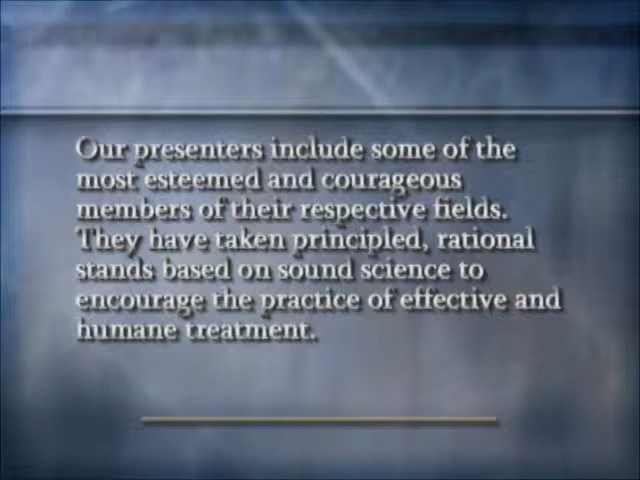 Our presenters include some of the
most esteemed and courageous
members of their respective fields.
They have taken principled, rational
stands based on sound science to
encourage the practice of effective and
humane treatment.